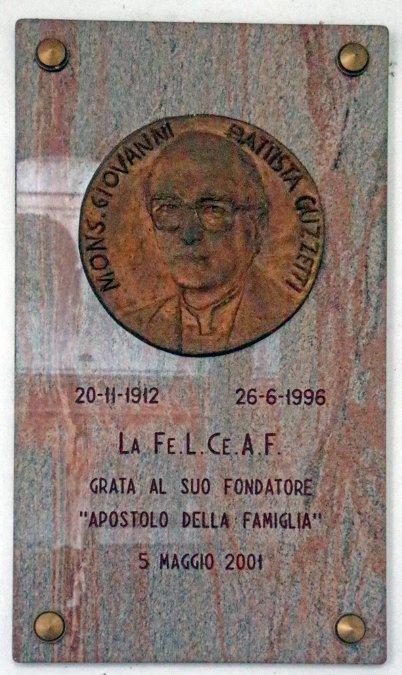 MONS. GIOVANNI BATTISTA GUZZETTI
20-11-1912 26-6-1996
LA FE.L.CE.A.F.
GRATA AL SUO FONDATORE
"APOSTOLO DELLA FAMIGLIA"
5 MAGGIO 2001